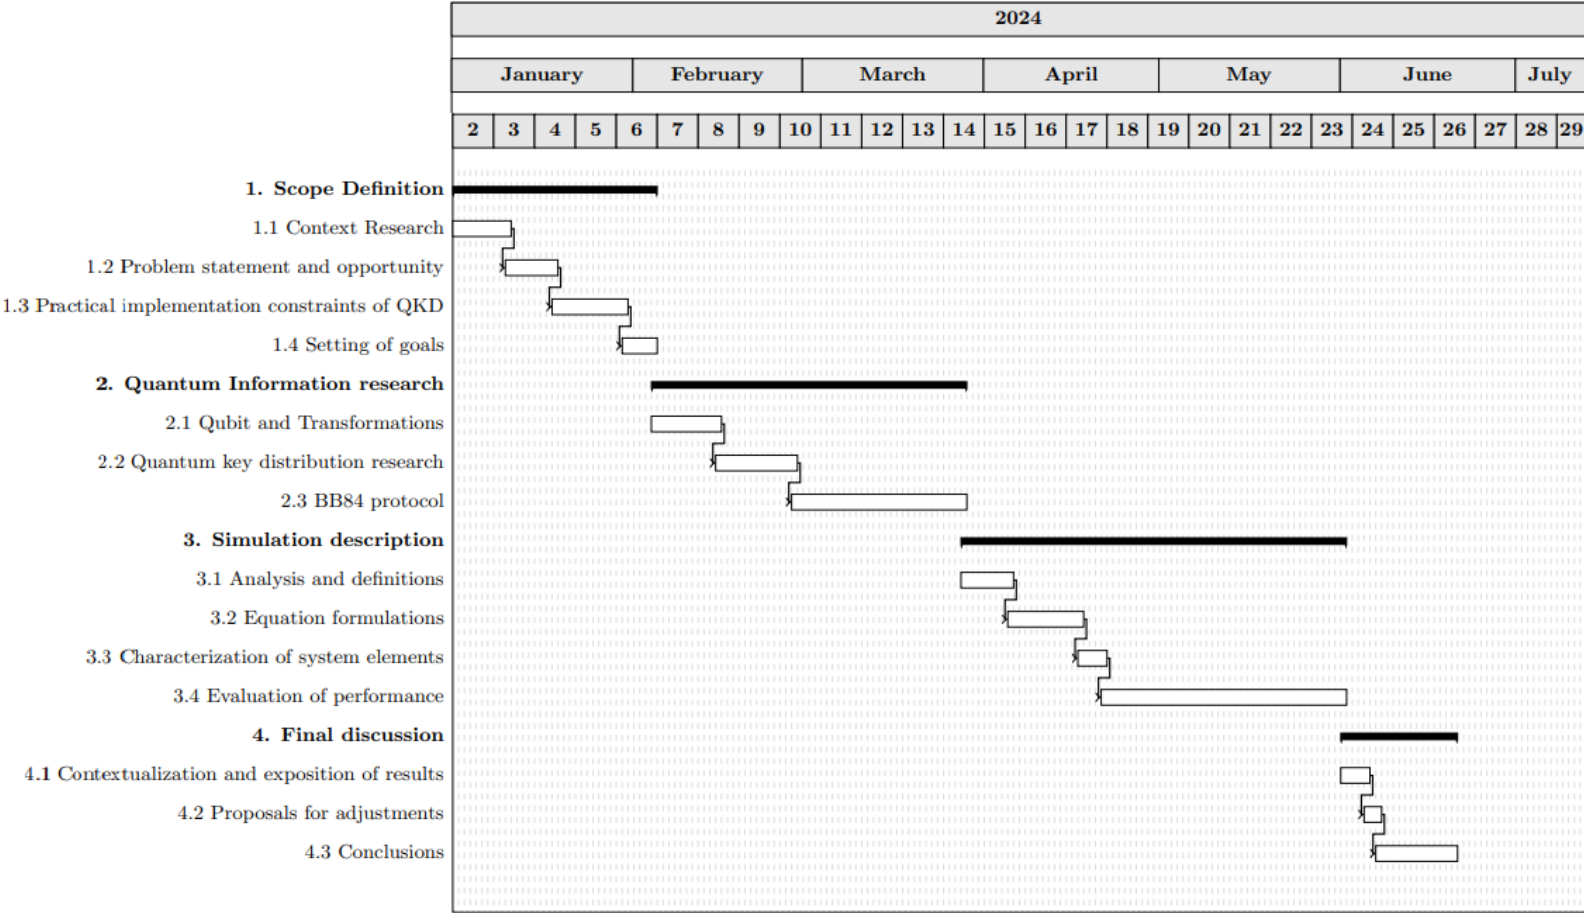 2024
January February March April May June July
2 3 4 5 6 7 8 9 10 11 12 13 14 15 16 17 18 19 20 21 22 23 24 25 26 27 28 29
1. Scope Definition
1.1 Context Research
1.2 Problem statement and opportunity
1.3 Practical implementation constraints of QKD
1.4 Setting of goals
2. Quantum Information research
2.1 Qubit and Transformations
2.2 Quantum key distribution research
2.3 BB84 protocol
3. Simulation description
3.1 Analysis and definitions
3.2 Equation formulations
3.3 Characterization of system elements
3.4 Evaluation of performance
4. Final discussion
4.1 Contextualization and exposition of results
4.2 Proposals for adjustments
4.3 Conclusions